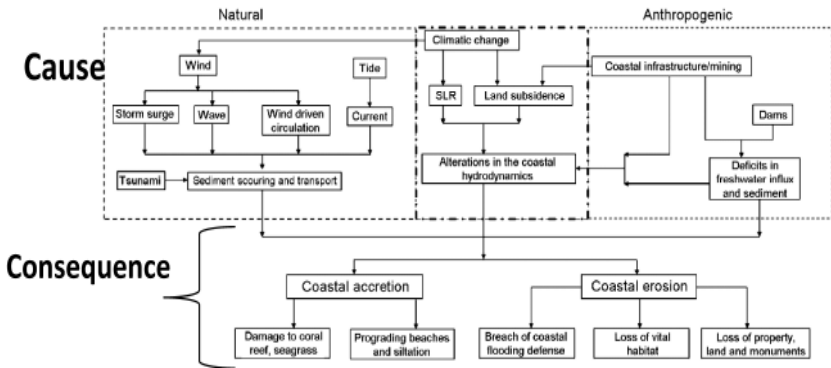 Natural
Anthropogenic
Cause
Climatic change
Wind
Tide
Coastal infrastructure/mining
SLR
Land subsidence
Storm surge
Wave
Wind driven
circulation
Current
Dams
Tsunami
Sediment scouring and transport
Alterations in the coastal
hydrodynamics
Deficits in
freshwater influx
and sediment
Consequence
Coastal accretion
Coastal erosion
Damage to coral
reef, seagrass
Prograding beaches
and siltation
Breach of coastal
flooding defense
Loss of vital
habitat
Loss of property,
land and monuments